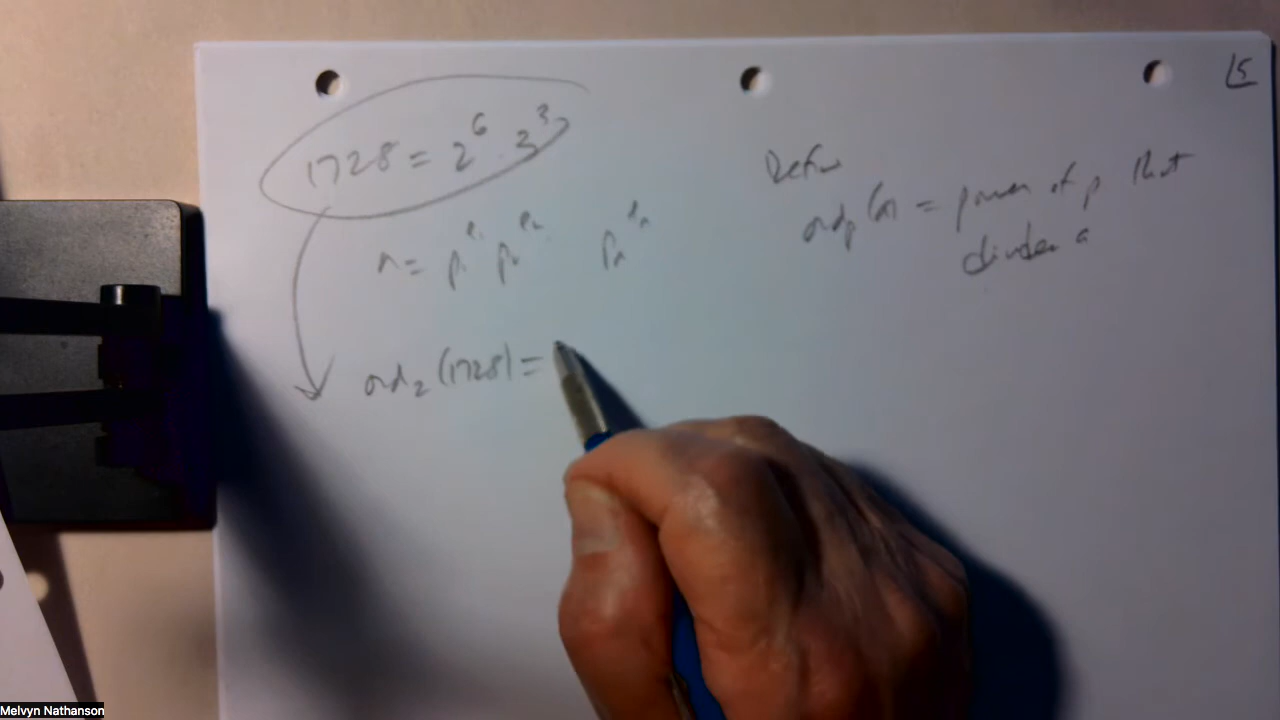 1728 = 2^6 3^3
n = p_1^{e_1} p_2^{e_2} p_k^{e_k}
ord_2 (1728) =
Define
ord_p (a) = power of p that
divides a
15
Melvyn Nathanson